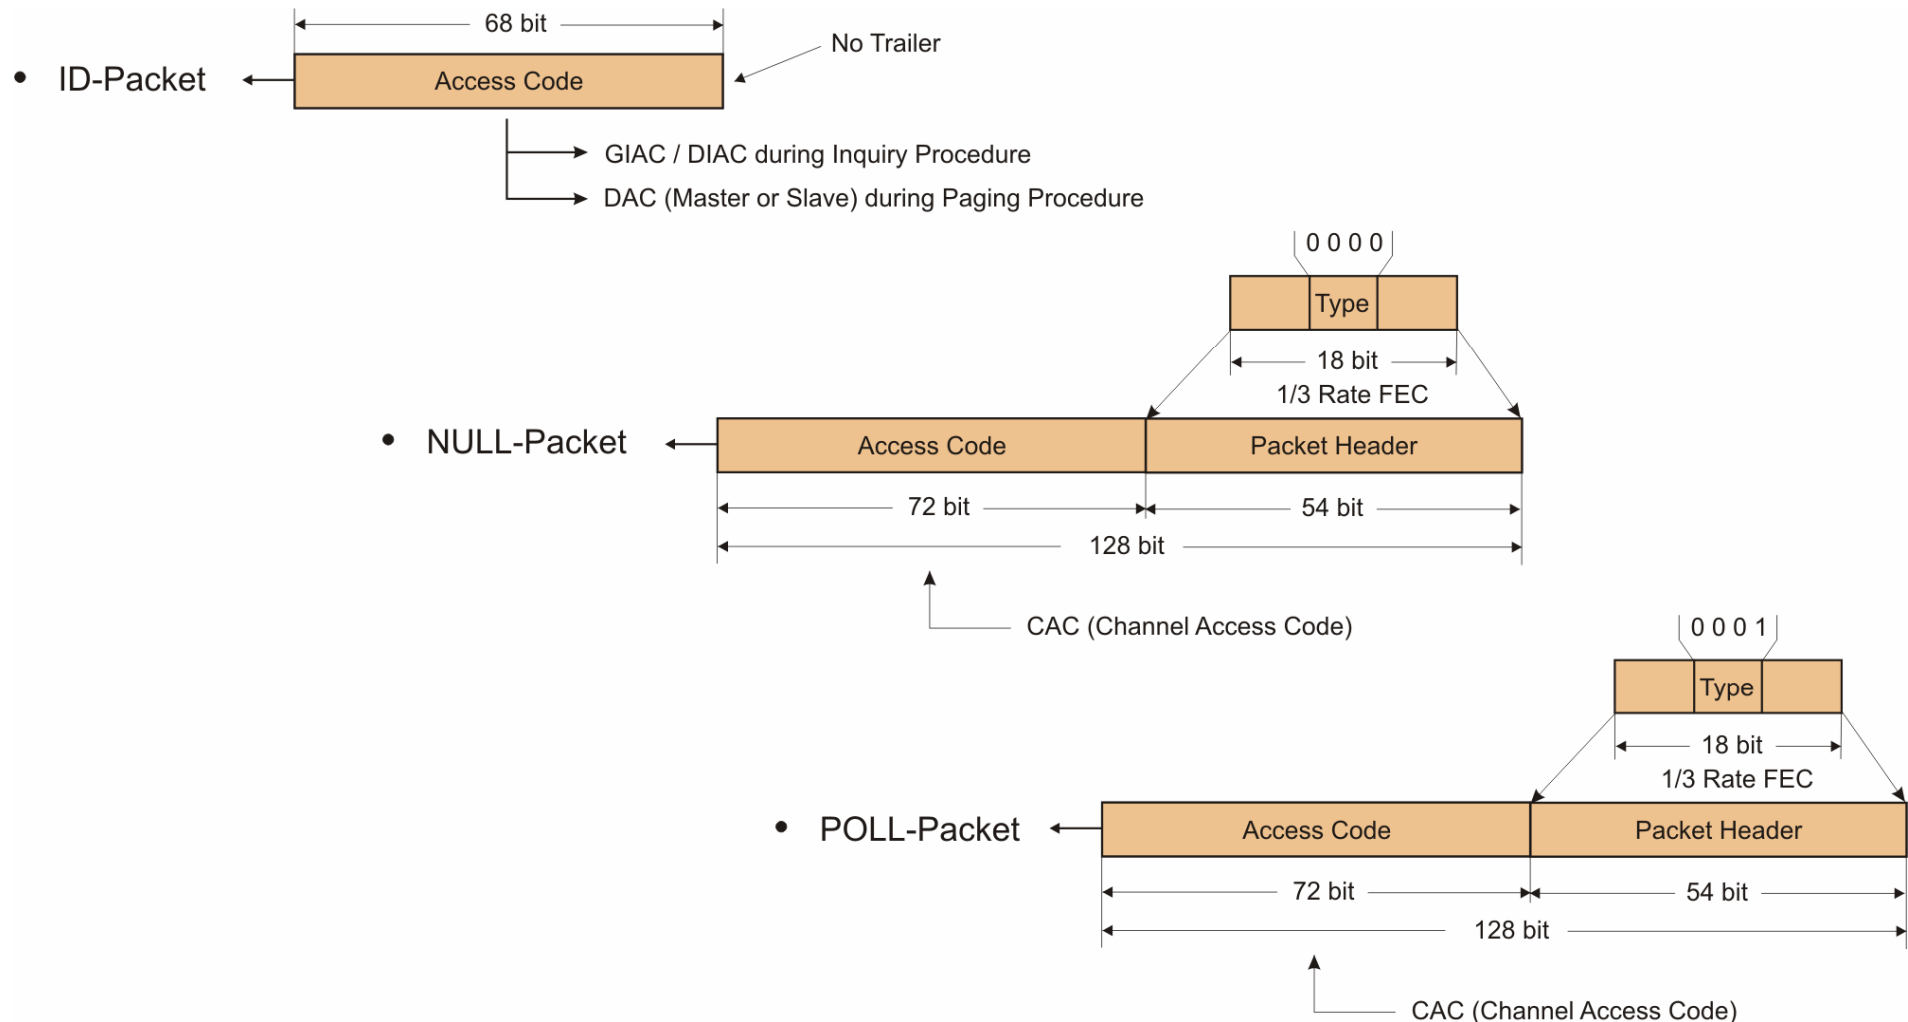 68 bit
No Trailer
• ID-Packet
Access Code
GIAC / DIAC during Inquiry Procedure
DAC (Master or Slave) during Paging Procedure
0 0 0 0
Type
18 bit
1/3 Rate FEC
• NULL-Packet
Access Code
Packet Header
72 bit
54 bit
128 bit
CAC (Channel Access Code)
0 0 0 1
Type
18 bit
1/3 Rate FEC
• POLL-Packet
Access Code
Packet Header
72 bit
54 bit
128 bit
CAC (Channel Access Code)